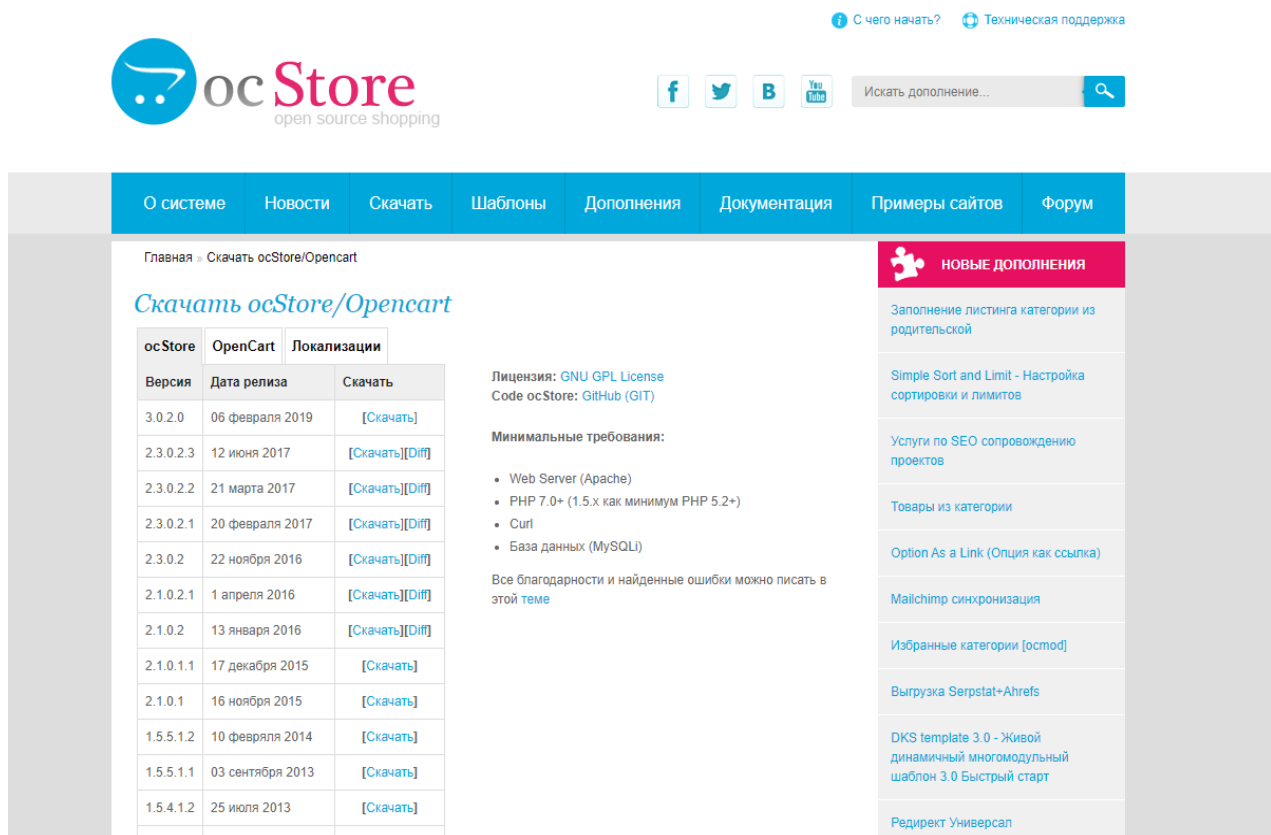 С чего начать? Техническая поддержка
ocStore
open source shopping
f B You Tube Искать дополнение...
О системе Новости Скачать Шаблоны Дополнения Документация Примеры сайтов Форум
Главная » Скачать ocStore/Opencart
Скачать ocStore/Opencart
ocStore OpenCart Локализации
Версия Дата релиза Скачать
3.0.2.0 06 февраля 2019 [Скачать]
2.3.0.2.3 12 июня 2017 [Скачать][Diff]
2.3.0.2.2 21 марта 2017 [Скачать][Diff]
2.3.0.2.1 20 февраля 2017 [Скачать][Diff]
2.3.0.2 22 ноября 2016 [Скачать][Diff]
2.1.0.2.1 1 апреля 2016 [Скачать][Diff]
2.1.0.2 13 января 2016 [Скачать][Diff]
2.1.0.1.1 17 декабря 2015 [Скачать]
2.1.0.1 16 ноября 2015 [Скачать]
1.5.5.1.2 10 февряля 2014 [Скачать]
1.5.5.1.1 03 сентября 2013 [Скачать]
1.5.4.1.2 25 июля 2013 [Скачать]
Лицензия: GNU GPL License
Code ocStore: GitHub (GIT)
Минимальные требования:
Web Server (Apache)
PHP 7.0+ (1.5.x как минимум PHP 5.2+)
Curl
База данных (MySQLi)
Все благодарности и найденные ошибки можно писать в
этой теме
НОВЫЕ ДОПОЛНЕНИЯ
Заполнение листинга категории из
родительской
Simple Sort and Limit - Настройка
сортировки и лимитов
Услуги по SEO сопровождению
проектов
Товары из категории
Option As a Link (Опция как ссылка)
Mailchimp синхронизация
Избранные категории [ocmod]
Выгрузка Serpstat+Ahrefs
DKS template 3.0 - Живой
динамичный многомодульный
шаблон 3.0 Быстрый старт
Редирект Универсал